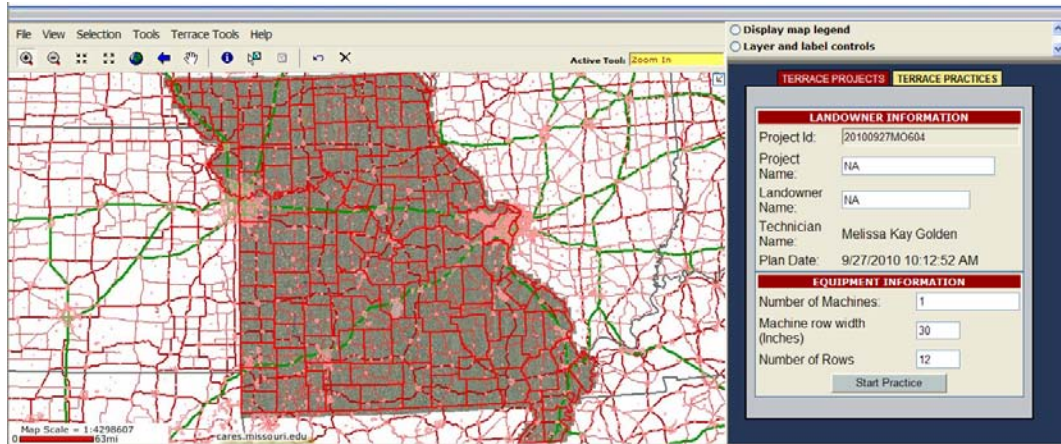 File View Selection Tools Terrace Tools Help
Active Tool: Zoom In
Display map legend
Layer and label controls
TERRACE PROJECTS TERRACE PRACTICES
LANDOWNER INFORMATION
Project Id: 20100927MO604
Project Name: NA
Landowner Name: NA
Technician Name: Melissa Kay Golden
Plan Date: 9/27/2010 10:12:52 AM
EQUIPMENT INFORMATION
Number of Machines: 1
Machine row width (Inches) 30
Number of Rows 12
Start Practice
Map Scale = 1:4298607
0 63mi
cares.missouri.edu